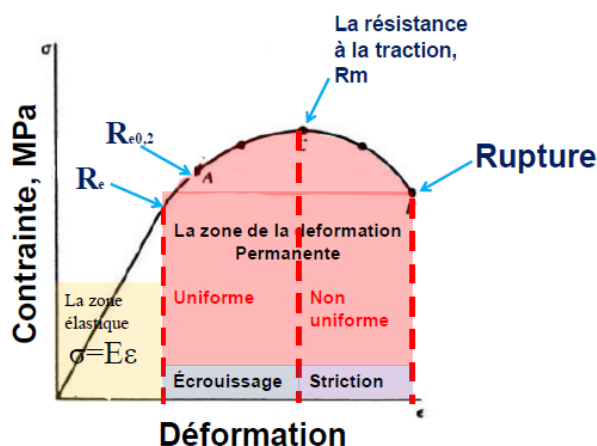 σ
La résistance
à la traction,
Rm
Re0,2
A
Re
Rupture
Contrainte, MPa
La zone de la deformation
Permanente
La zone
élastique
σ=Eε
Uniforme
Non
uniforme
Écrouissage
Striction
ε
Déformation